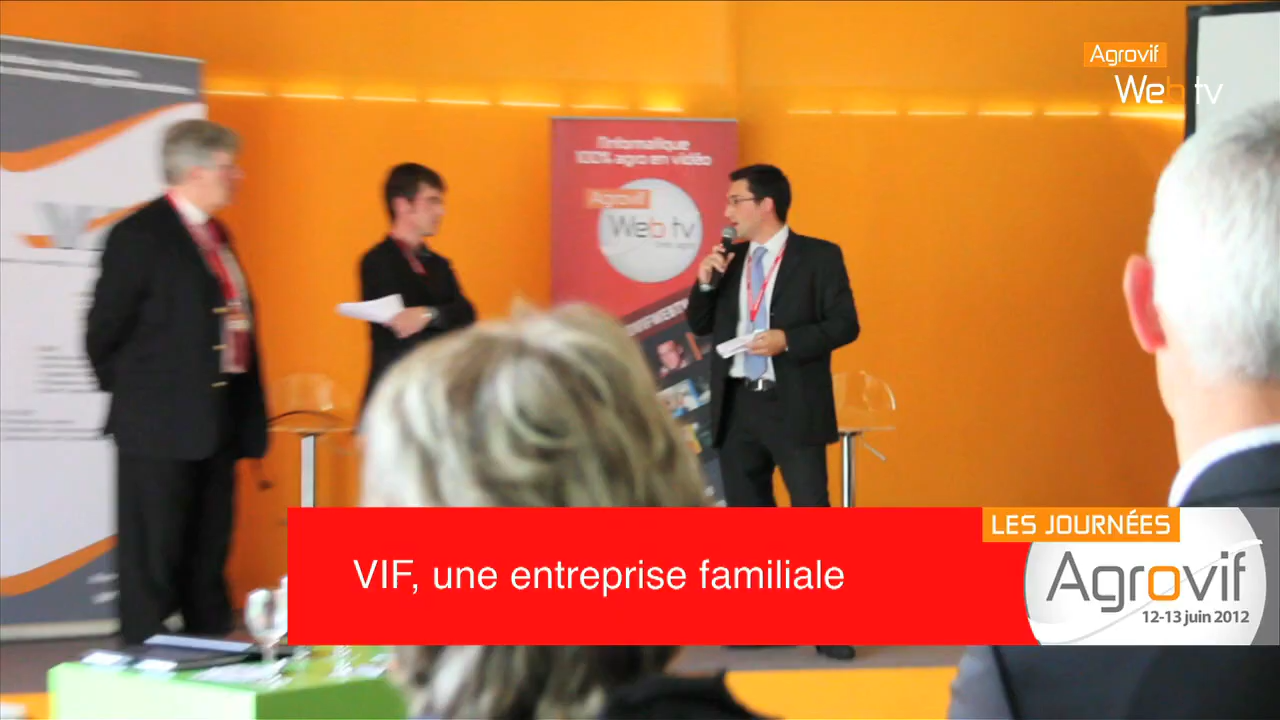 Agrovif
Web tv
l'informatique
100% agro en vidéo
Agrovif
Web tv
LES JOURNÉES
VIF, une entreprise familiale
Agrovif
12-13 juin 2012